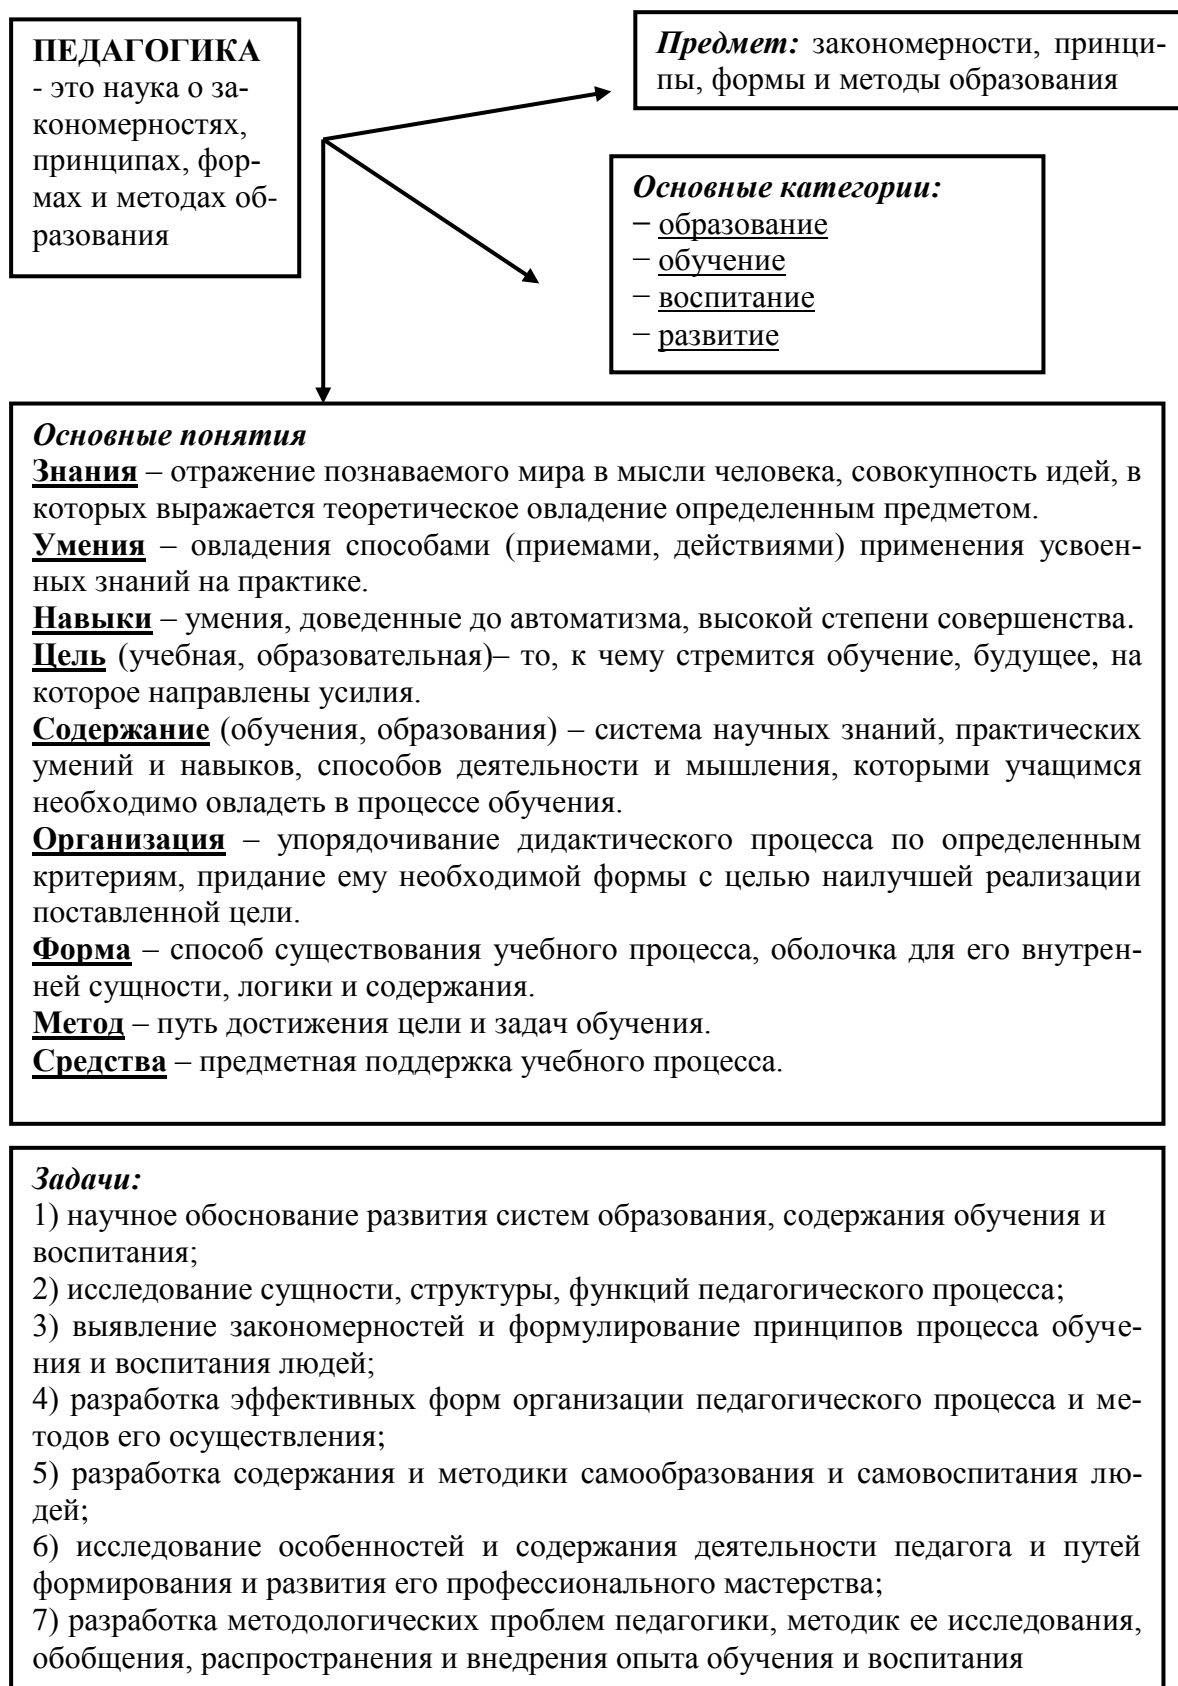 ПЕДАГОГИКА
- это наука о за-
кономерностях,
принципах, фор-
мах и методах об-
разования
Предмет: закономерности, принци-
пы, формы и методы образования
Основные категории:
− образование
− обучение
− воспитание
− развитие
Основные понятия
Знания – отражение познаваемого мира в мысли человека, совокупность идей, в
которых выражается теоретическое овладение определенным предметом.
Умения – овладения способами (приемами, действиями) применения усвоен-
ных знаний на практике.
Навыки – умения, доведенные до автоматизма, высокой степени совершенства.
Цель (учебная, образовательная)– то, к чему стремится обучение, будущее, на
которое направлены усилия.
Содержание (обучения, образования) – система научных знаний, практических
умений и навыков, способов деятельности и мышления, которыми учащимся
необходимо овладеть в процессе обучения.
Организация – упорядочивание дидактического процесса по определенным
критериям, придание ему необходимой формы с целью наилучшей реализации
поставленной цели.
Форма – способ существования учебного процесса, оболочка для его внутрен-
ней сущности, логики и содержания.
Метод – путь достижения цели и задач обучения.
Средства – предметная поддержка учебного процесса.
Задачи:
1) научное обоснование развития систем образования, содержания обучения и
воспитания;
2) исследование сущности, структуры, функций педагогического процесса;
3) выявление закономерностей и формулирование принципов процесса обуче-
ния и воспитания людей;
4) разработка эффективных форм организации педагогического процесса и ме-
тодов его осуществления;
5) разработка содержания и методики самообразования и самовоспитания лю-
дей;
6) исследование особенностей и содержания деятельности педагога и путей
формирования и развития его профессионального мастерства;
7) разработка методологических проблем педагогики, методик ее исследования,
обобщения, распространения и внедрения опыта обучения и воспитания